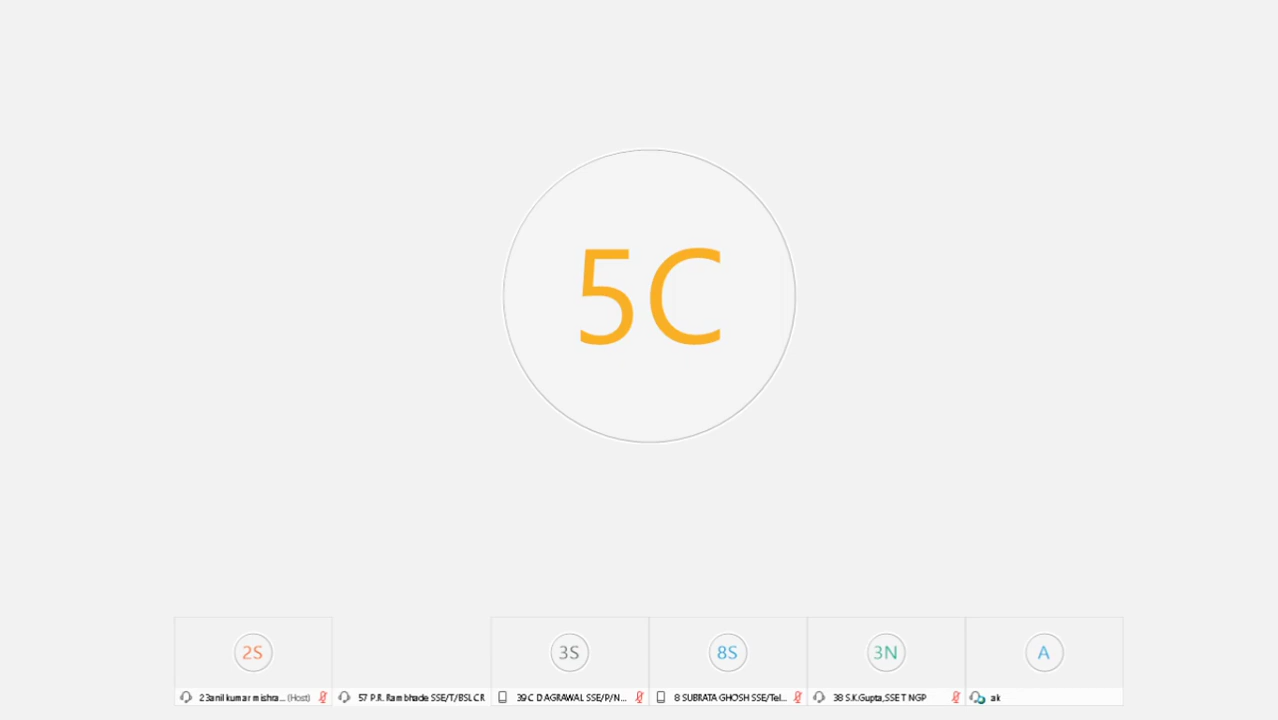 5C
2S
3S
8S
3N
A
23anil kumar mishra... (Host)
57 P.R. Rambhade SSE/T/BSL CR
39C D AGRAWAL SSE/P/N...
8 SUBRATA GHOSH SSE/Tel...
38 S.K.Gupta,SSE T NGP
ak